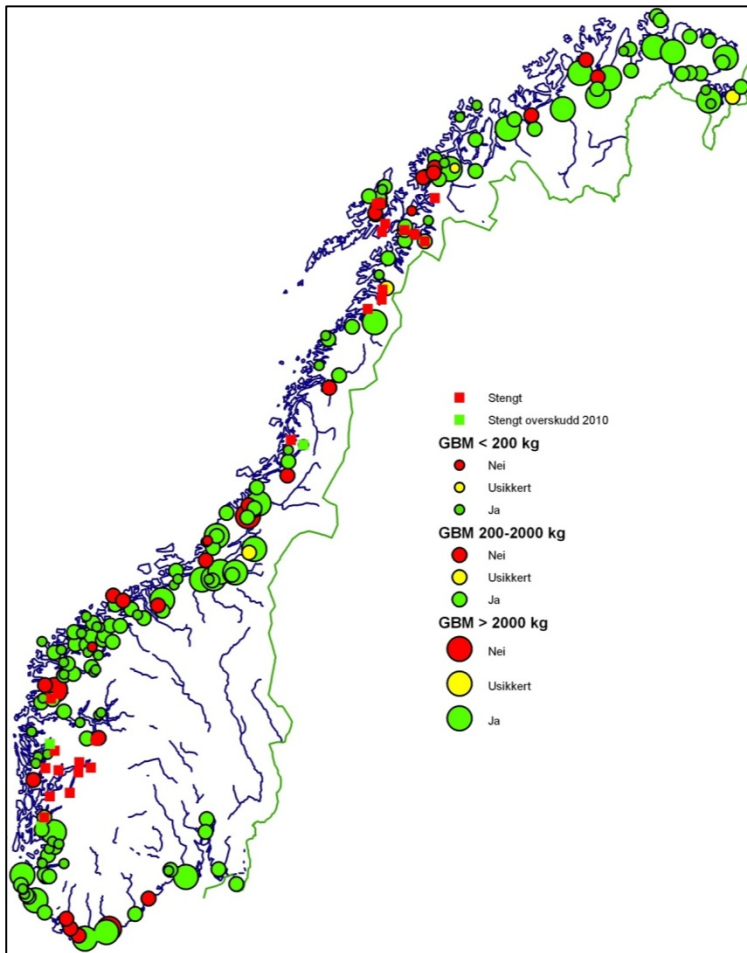 Stengt
Stengt overskudd 2010
GBM < 200 kg
Nei
Usikkert
Ja
GBM 200-2000 kg
Nei
Usikkert
Ja
GBM > 2000 kg
Nei
Usikkert
Ja